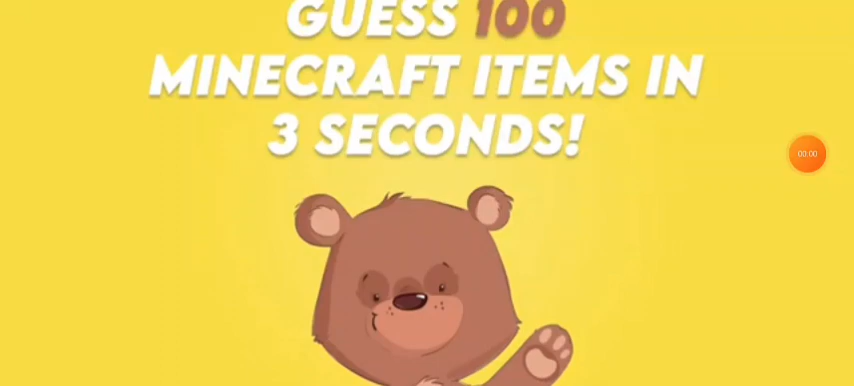 GUESS 100
MINECRAFT ITEMS IN
3 SECONDS!
00:00